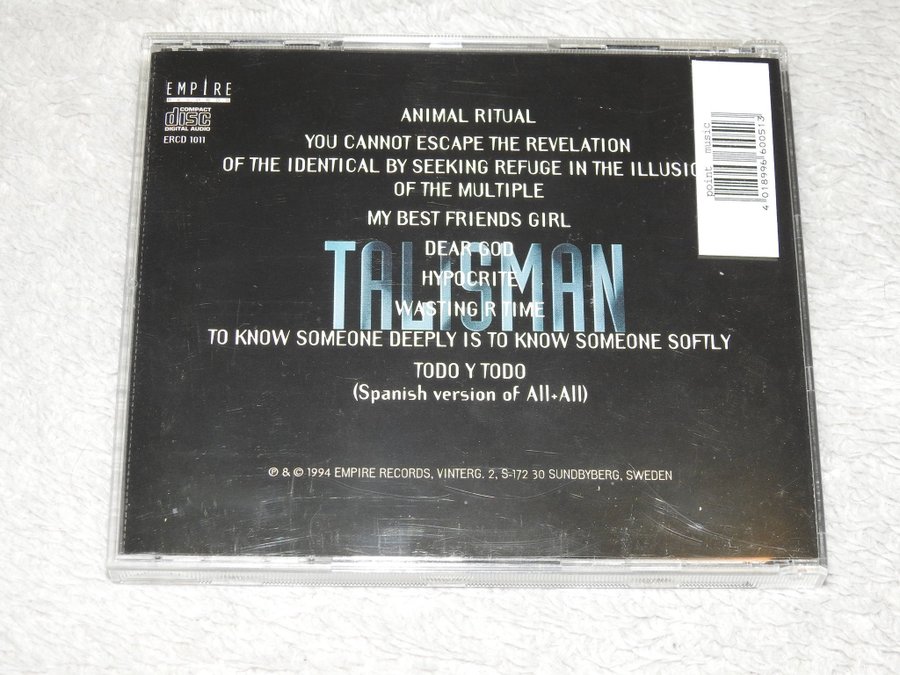 EMPIRE
RECORDS
COMPACT
disc
DIGITAL AUDIO
ERCD 1011
ANIMAL RITUAL
YOU CANNOT ESCAPE THE REVELATION
OF THE IDENTICAL BY SEEKING REFUGE IN THE ILLUSIO
OF THE MULTIPLE
MY BEST FRIENDS GIRL
TALISMAN
DEAR GOD
HYPOCRITE
WASTING R TIME
TO KNOW SOMEONE DEEPLY IS TO KNOW SOMEONE SOFTLY
TODO Y TODO
(Spanish version of All+All)
℗ & © 1994 EMPIRE RECORDS, VINTERG. 2, S-172 30 SUNDBYBERG, SWEDEN
point music
4 018996 600513